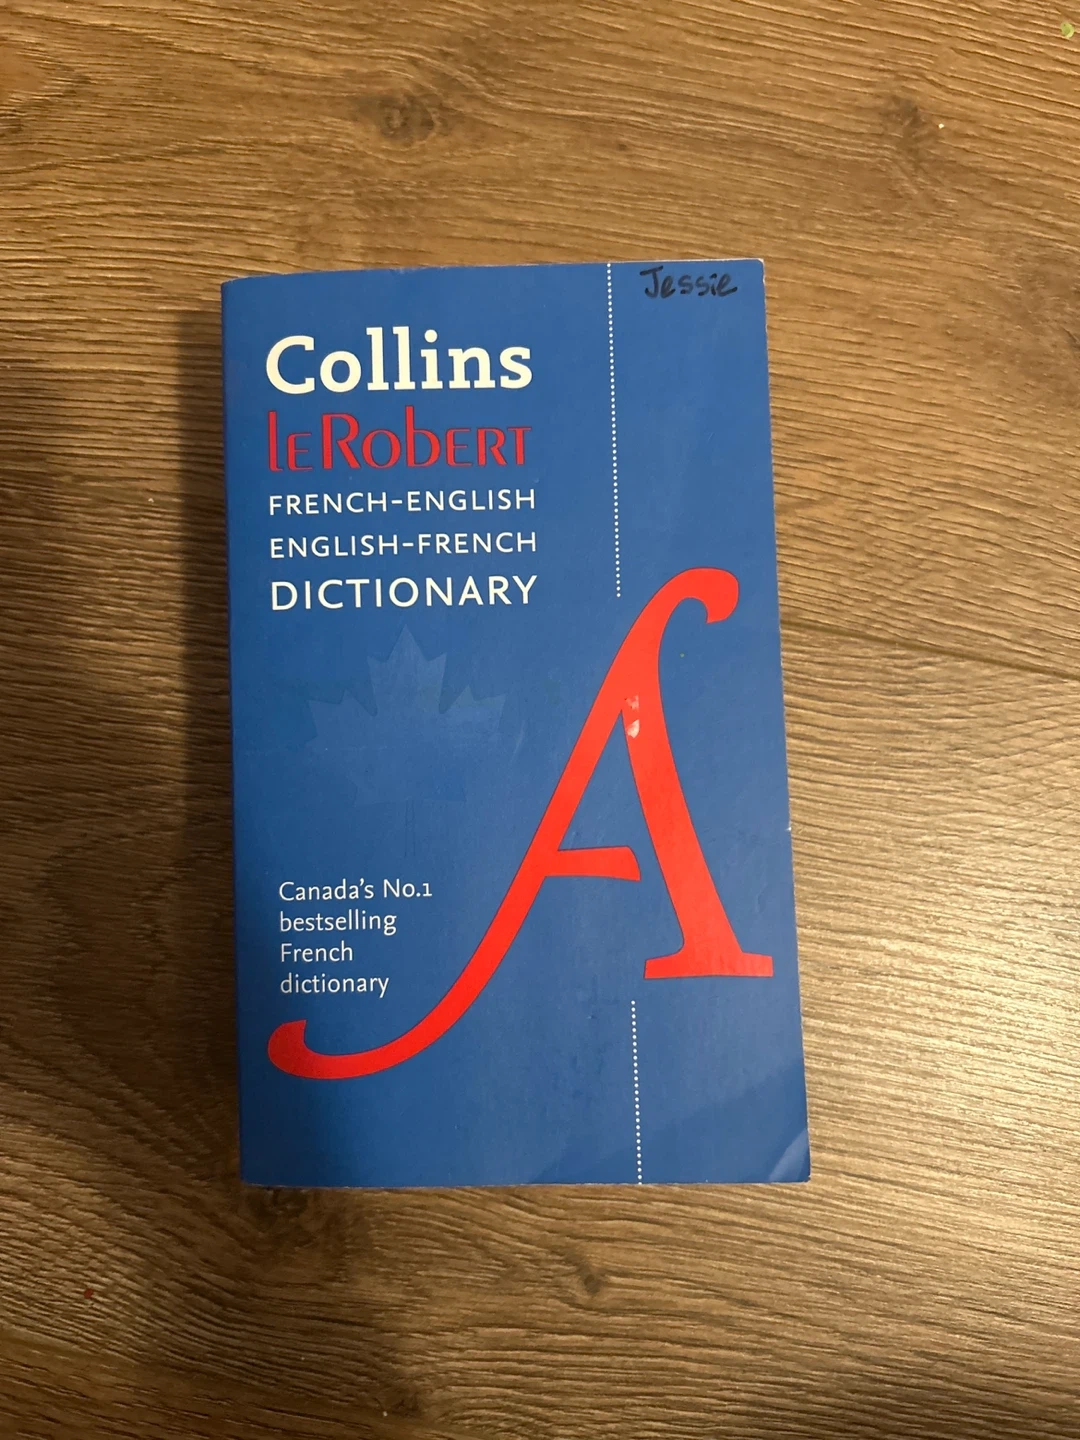 Jessie
Collins
leRobert
FRENCH-ENGLISH
ENGLISH-FRENCH
DICTIONARY
A
Canada's No.1
bestselling
French
dictionary